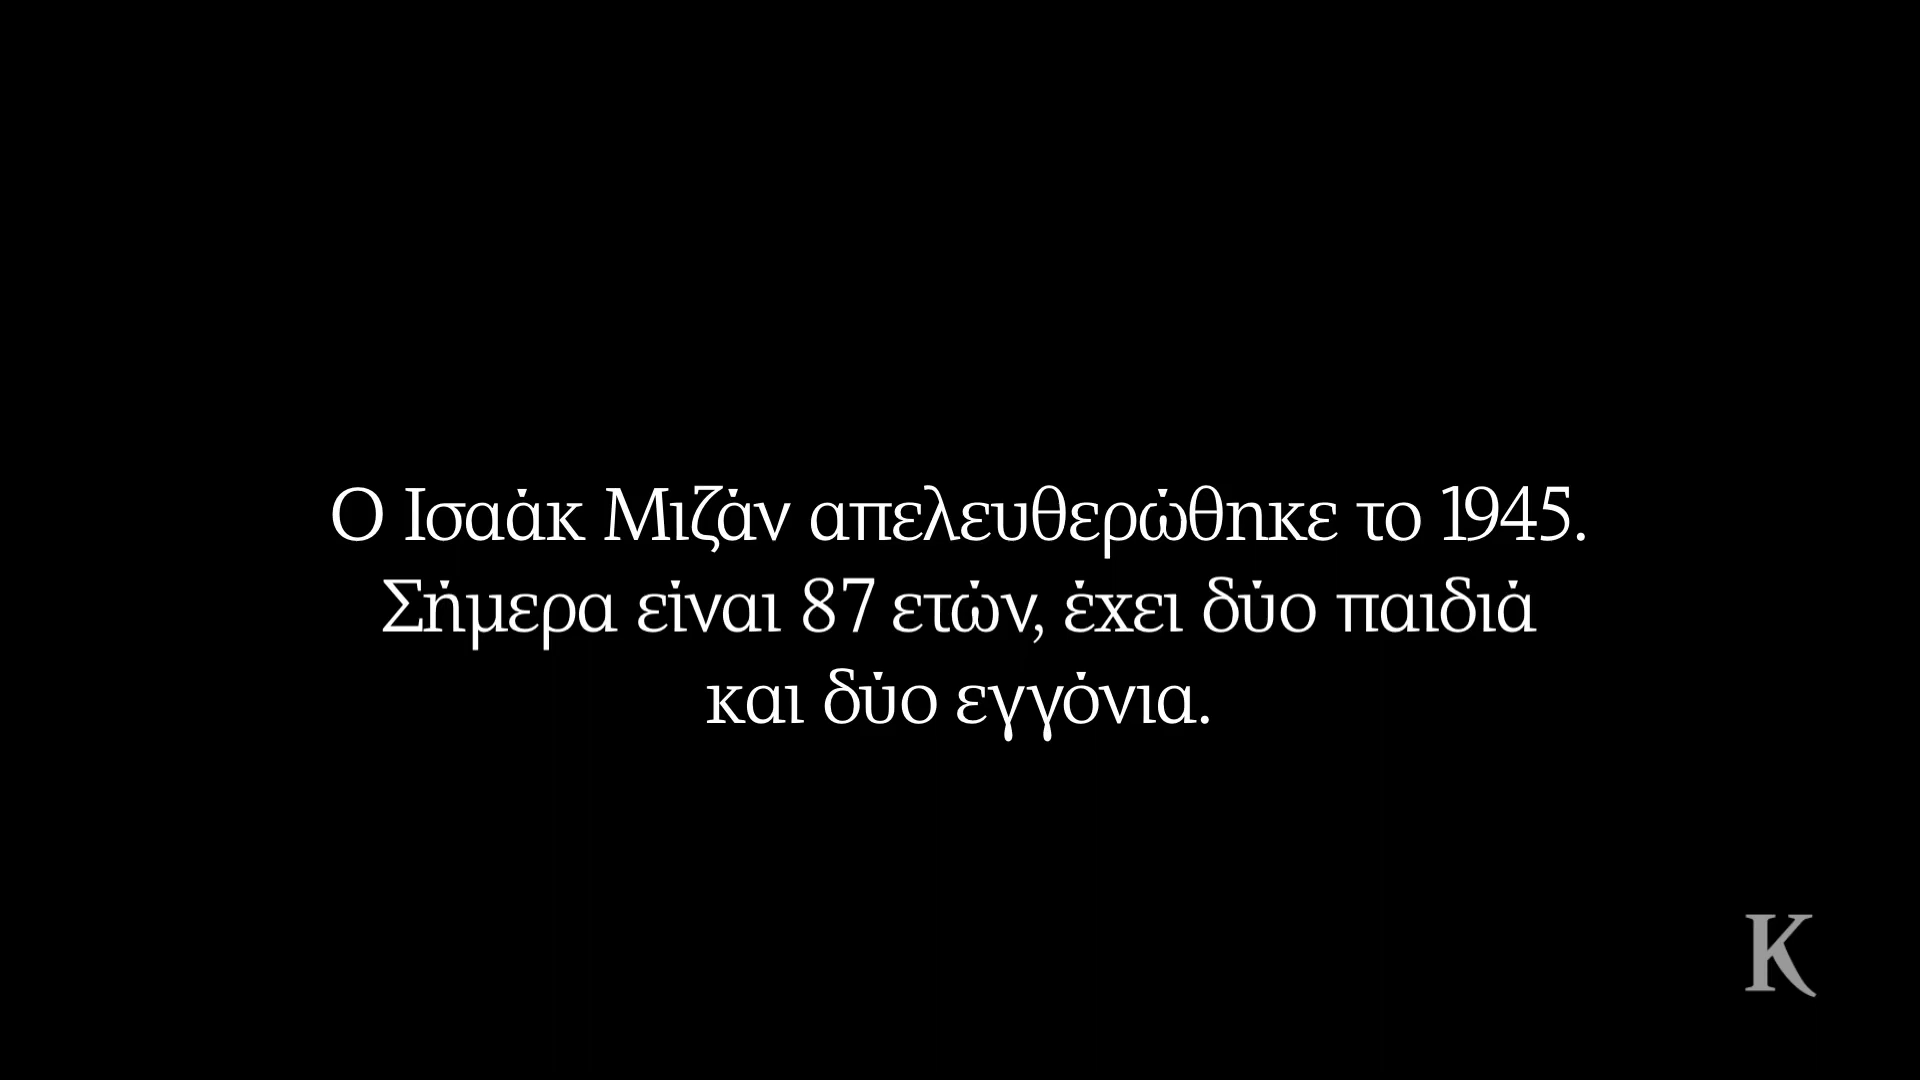 Ο Ισαάκ Μιζάν απελευθερώθηκε το 1945.
Σήμερα είναι 87 ετών, έχει δύο παιδιά
και δύο εγγόνια.
K